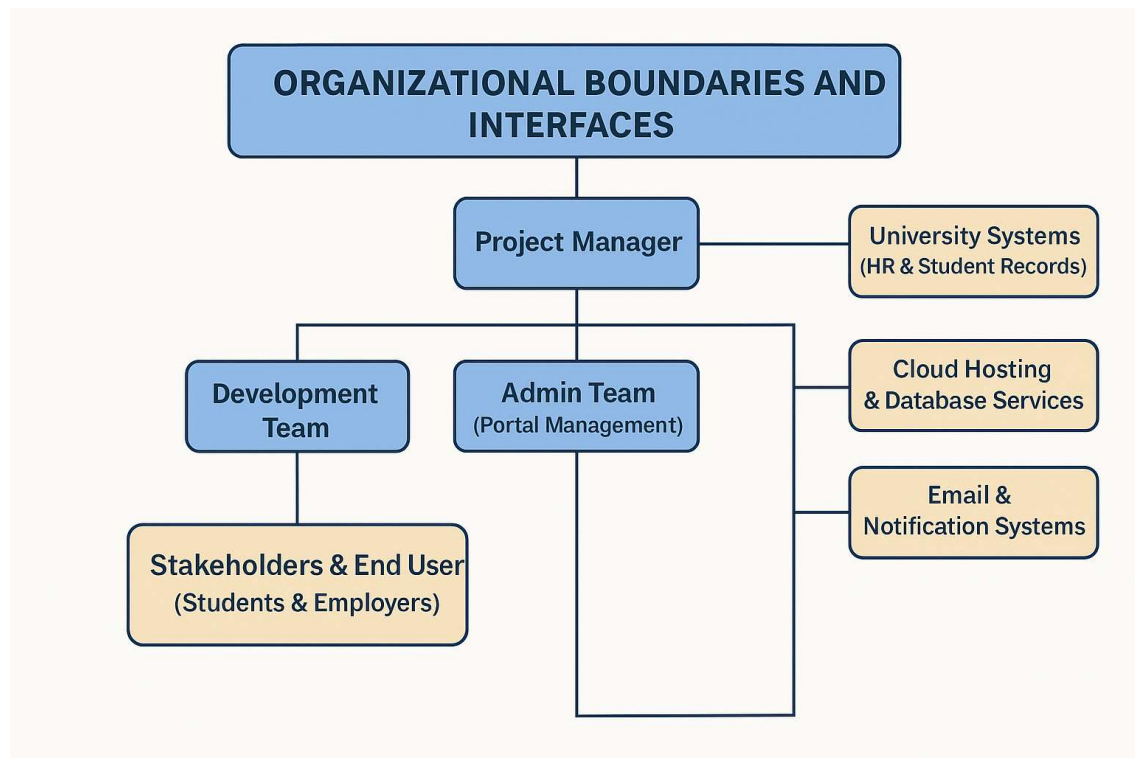 ORGANIZATIONAL BOUNDARIES AND
INTERFACES
Project Manager
University Systems
(HR & Student Records)
Development
Team
Admin Team
(Portal Management)
Cloud Hosting
& Database Services
Email &
Notification Systems
Stakeholders & End User
(Students & Employers)